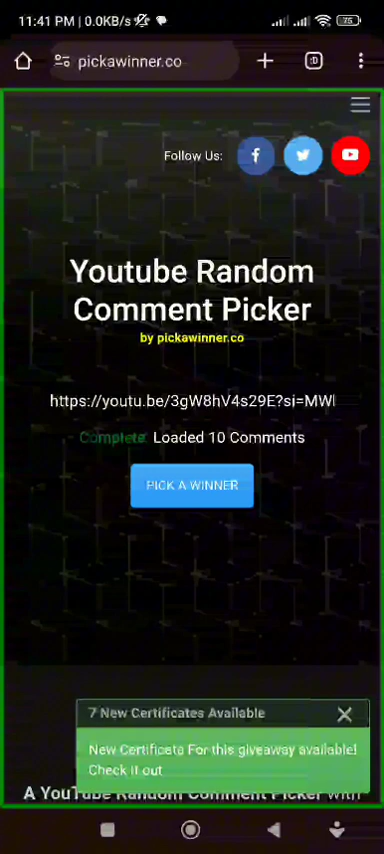 11:41 PM | 0.0KB/s
75
pickawinner.co
:D
Follow Us:
Youtube Random
Comment Picker
by pickawinner.co
https://youtu.be/3gW8hV4s29E?si=MW
Complete: Loaded 10 Comments
PICK A WINNER
7 New Certificates Available
New Certificate For this giveaway available!
Check it out
A YouTube Random Comment Picker with